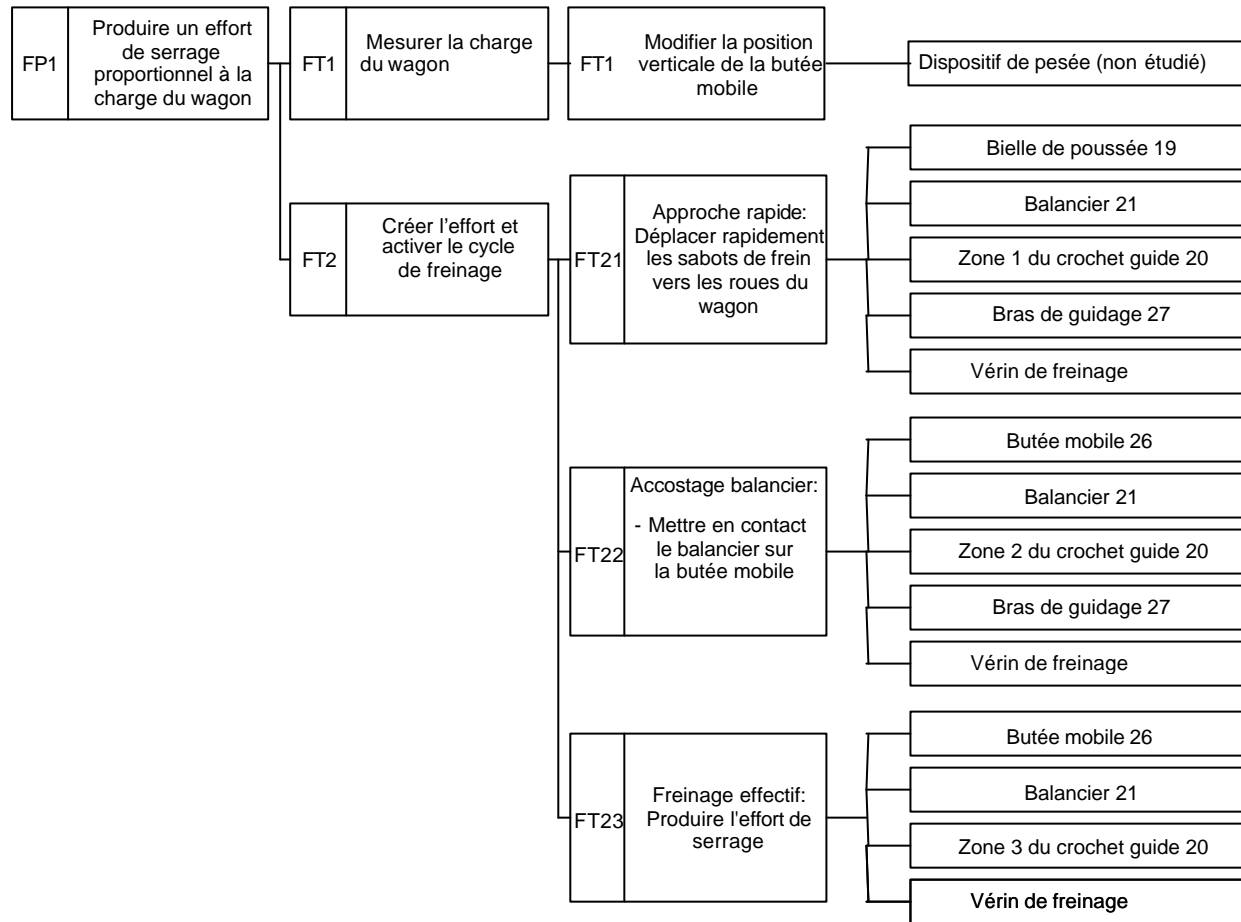 FP1
Produire un effort
de serrage
proportionnel à la
charge du wagon
FT1
Mesurer la charge
du wagon
FT1
Modifier la position
verticale de la butée
mobile
Dispositif de pesée (non étudié)
FT2
Créer l'effort et
activer le cycle
de freinage
FT21
Approche rapide:
Déplacer rapidement
les sabots de frein
vers les roues du
wagon
Bielle de poussée 19
Balancier 21
Zone 1 du crochet guide 20
Bras de guidage 27
Vérin de freinage
FT22
Accostage balancier:
- Mettre en contact
le balancier sur
la butée mobile
Butée mobile 26
Balancier 21
Zone 2 du crochet guide 20
Bras de guidage 27
Vérin de freinage
FT23
Freinage effectif:
Produire l'effort de
serrage
Butée mobile 26
Balancier 21
Zone 3 du crochet guide 20
Vérin de freinage